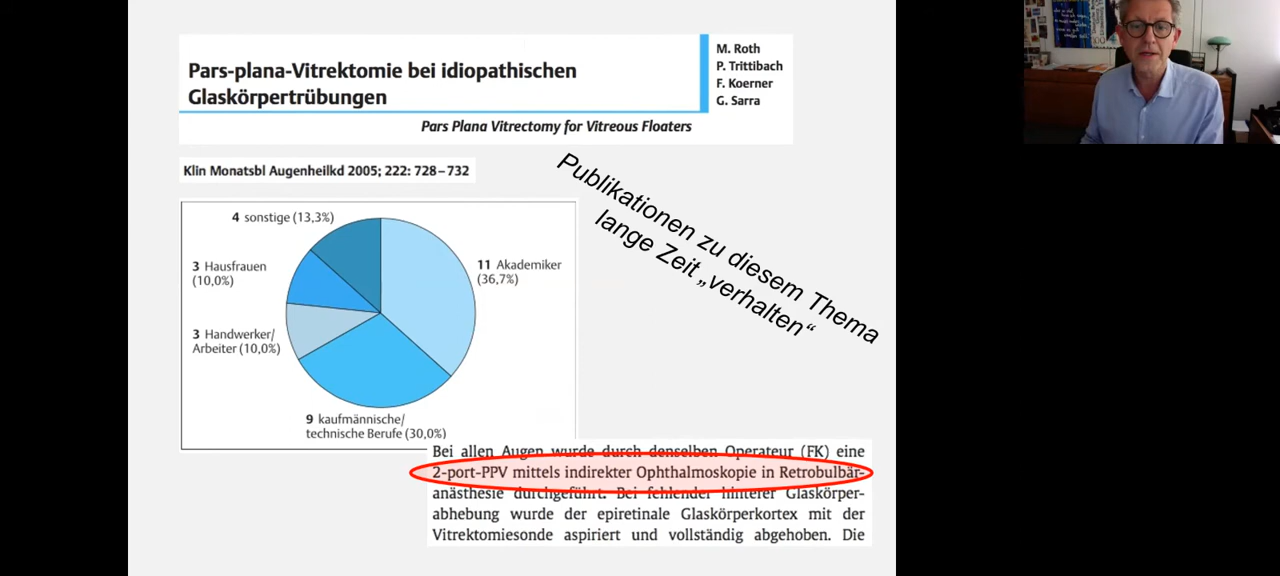 Pars-plana-Vitrektomie bei idiopathischen
Glaskörpertrübungen
M. Roth
P. Trittibach
F. Koerner
G. Sarra
Pars Plana Vitrectomy for Vitreous Floaters
Klin Monatsbl Augenheilkd 2005; 222: 728–732
Publikationen zu diesem Thema
lange Zeit „verhalten“
4 sonstige (13,3%)
3 Hausfrauen
(10,0%)
11 Akademiker
(36,7%)
3 Handwerker/
Arbeiter (10,0%)
9 kaufmännische/
technische Berufe (30,0%)
Bei allen Augen wurde durch denselben Operateur (FK) eine
2-port-PPV mittels indirekter Ophthalmoskopie in Retrobulbär-
anästhesie durchgeführt. Bei fehlender hinterer Glaskörper-
abhebung wurde der epiretinale Glaskörperkortex mit der
Vitrektomiesonde aspiriert und vollständig abgehoben. Die